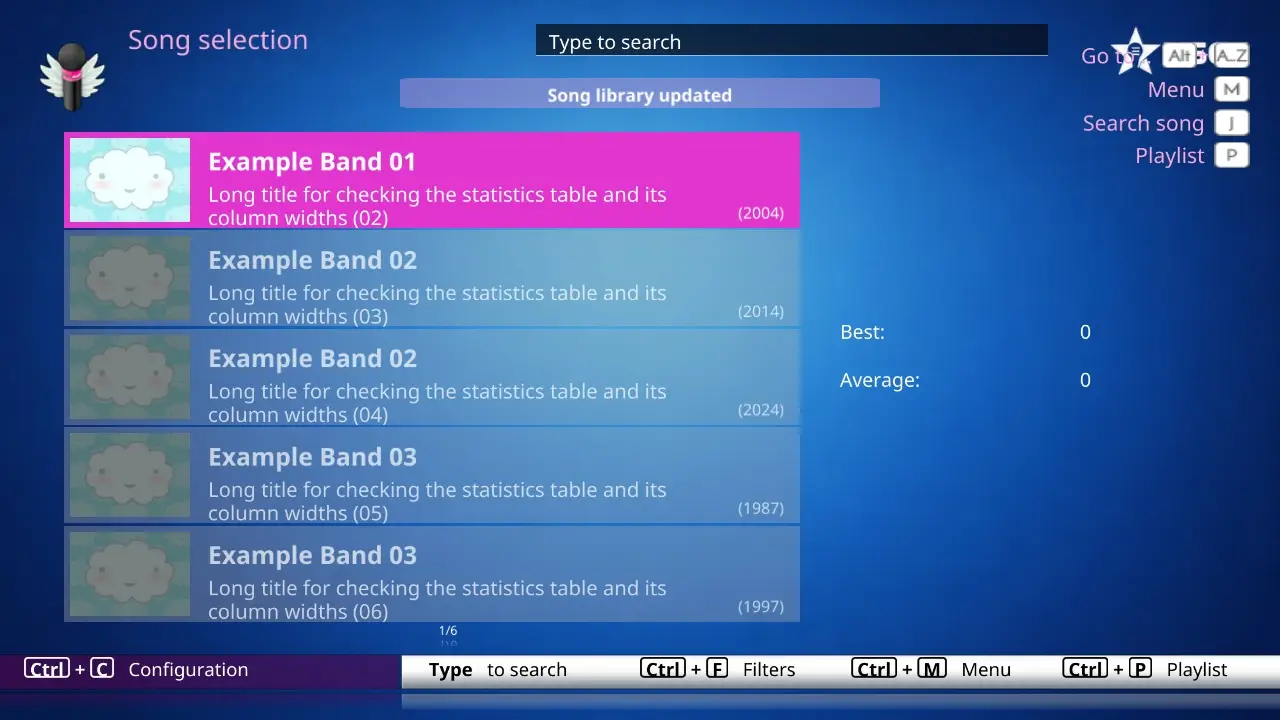 Song selection
Type to search
Go to
Alt
A..Z
Menu M
Song library updated
Search song J
Playlist P
Example Band 01
Long title for checking the statistics table and its
column widths (02)
(2004)
Example Band 02
Long title for checking the statistics table and its
column widths (03)
(2014)
Example Band 02
Long title for checking the statistics table and its
column widths (04)
(2024)
Example Band 03
Long title for checking the statistics table and its
column widths (05)
(1987)
Example Band 03
Long title for checking the statistics table and its
column widths (06)
(1997)
Best: 0
Average: 0
1/6
Ctrl + C Configuration
Type to search
Ctrl + F Filters
Ctrl + M Menu
Ctrl + P Playlist